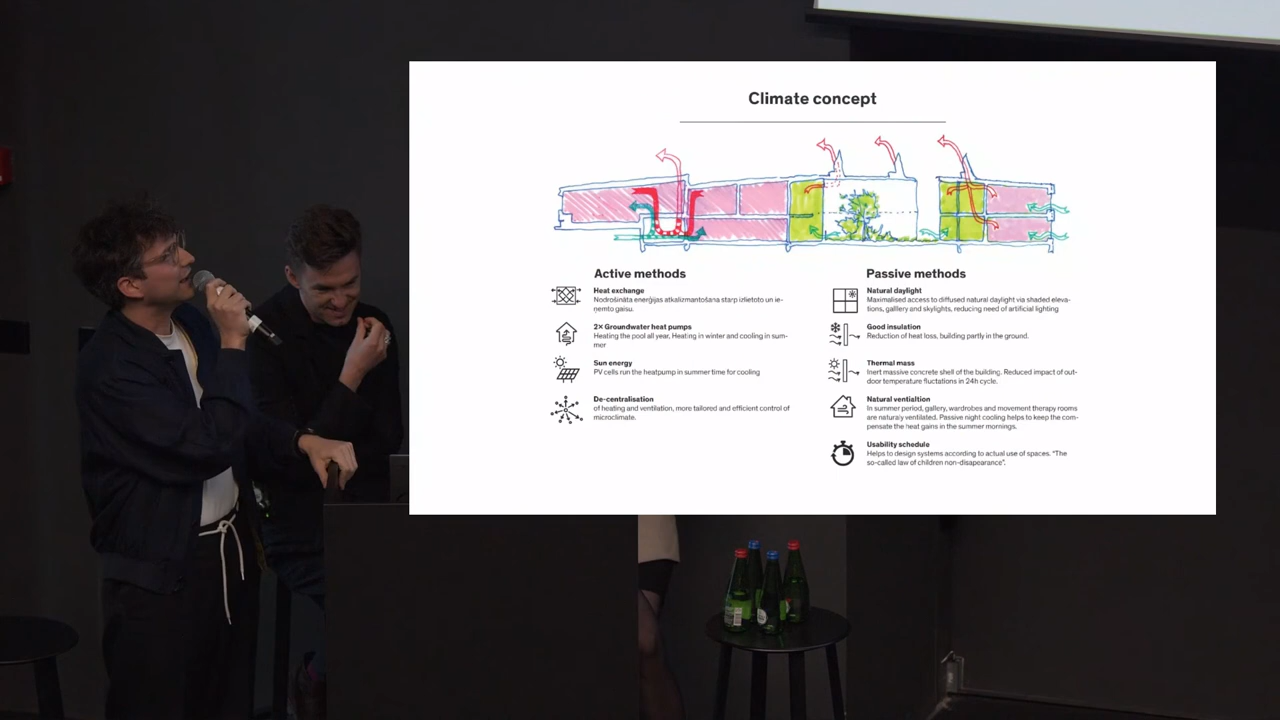 Climate concept
Active methods
Heat exchange
Nodrošināta enerģijas atkalizmantošana starp izlietoto un ie-
ņemto gaisu.
2× Groundwater heat pumps
Heating the pool all year, Heating in winter and cooling in sum-
mer
Sun energy
PV cells run the heatpump in summer time for cooling
De-centralisation
of heating and ventilation, more tailored and efficient control of
microclimate.
Passive methods
Natural daylight
Maximalised access to diffused natural daylight via shaded eleva-
tions, galllery and skylights, reducing need of artificial lighting
Good insulation
Reduction of heat loss, building partly in the ground.
Thermal mass
Inert massive concrete shell of the building. Reduced impact of out-
door temperature fluctations in 24h cycle.
Natural ventialtion
In summer period, gallery, wardrobes and movement therapy rooms
are naturaly ventilated. Passive night cooling helps to keep the com-
pensate the heat gains in the summer mornings.
Usability schedule
Helps to design systems according to actual use of spaces. "The
so-called law of children non-disapearance".